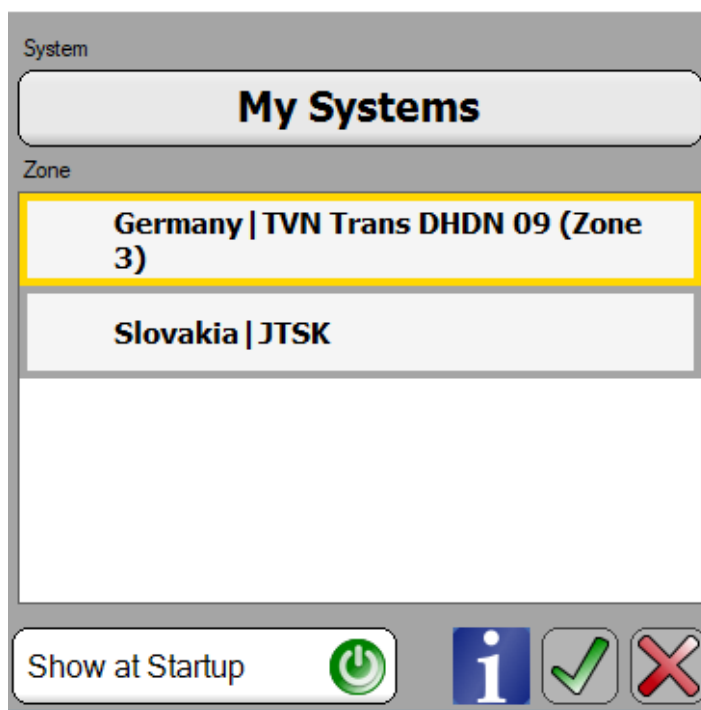 System
My Systems
Zone
Germany|TVN Trans DHDN 09 (Zone
3)
Slovakia|JTSK
Show at Startup